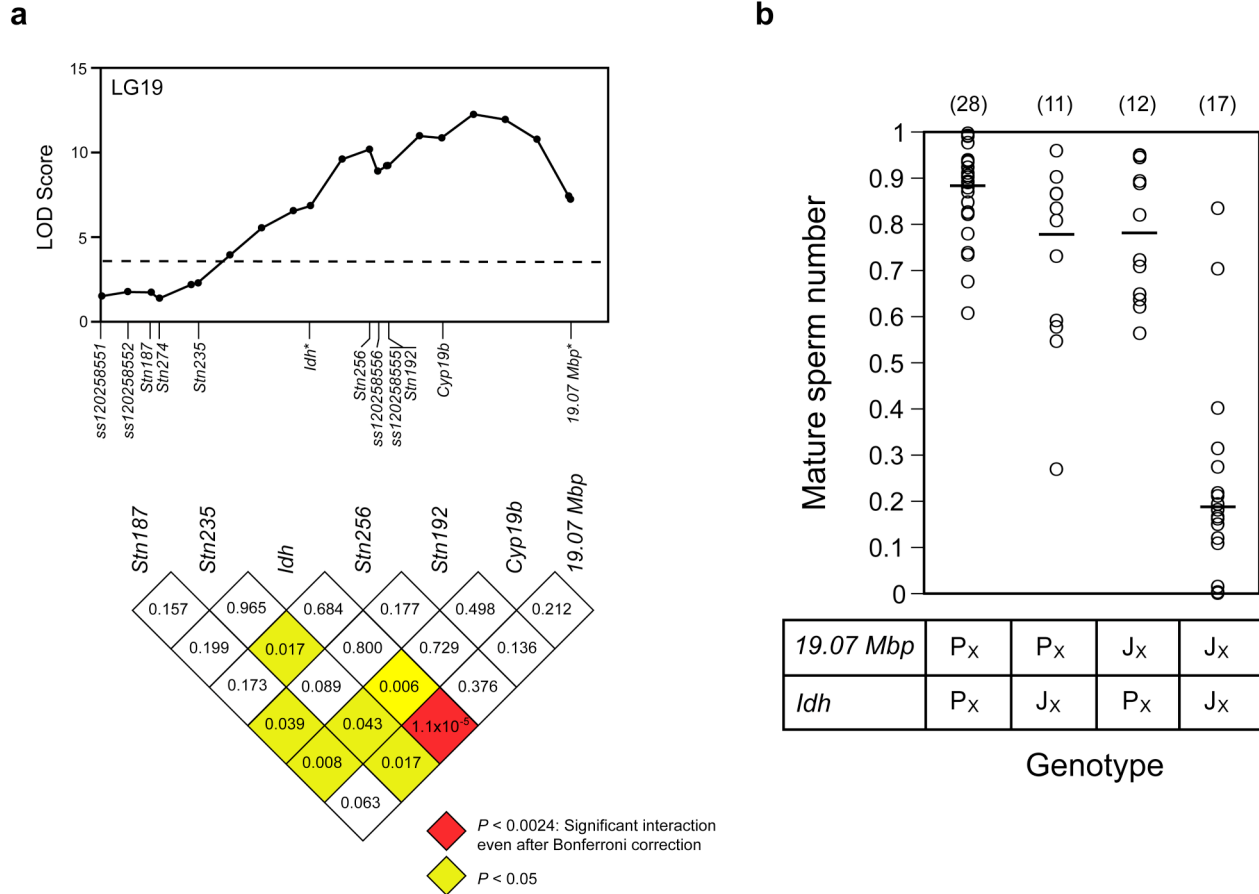 a
b
15
LG19
10
5
0
LOD Score
ss120258551
ss120258552
Stn187
Stn274
Stn235
Idh*
Stn256
ss120258556
ss120258555
Stn192
Cyp19b
19.07 Mbp*
Stn187
Stn235
Idh
Stn256
Stn192
Cyp19b
19.07 Mbp
0.157 0.965 0.684 0.177 0.498 0.212
0.199 0.017 0.800 0.729 0.136
0.173 0.089 0.006 0.376
0.039 0.043 1.1x10⁻⁵
0.008 0.017
0.063
P < 0.0024: Significant interaction
even after Bonferroni correction
P < 0.05
(28) (11) (12) (17)
1
0.9
0.8
0.7
0.6
0.5
0.4
0.3
0.2
0.1
0
Mature sperm number
19.07 Mbp Pₓ Pₓ Jₓ Jₓ
Idh Pₓ Jₓ Pₓ Jₓ
Genotype